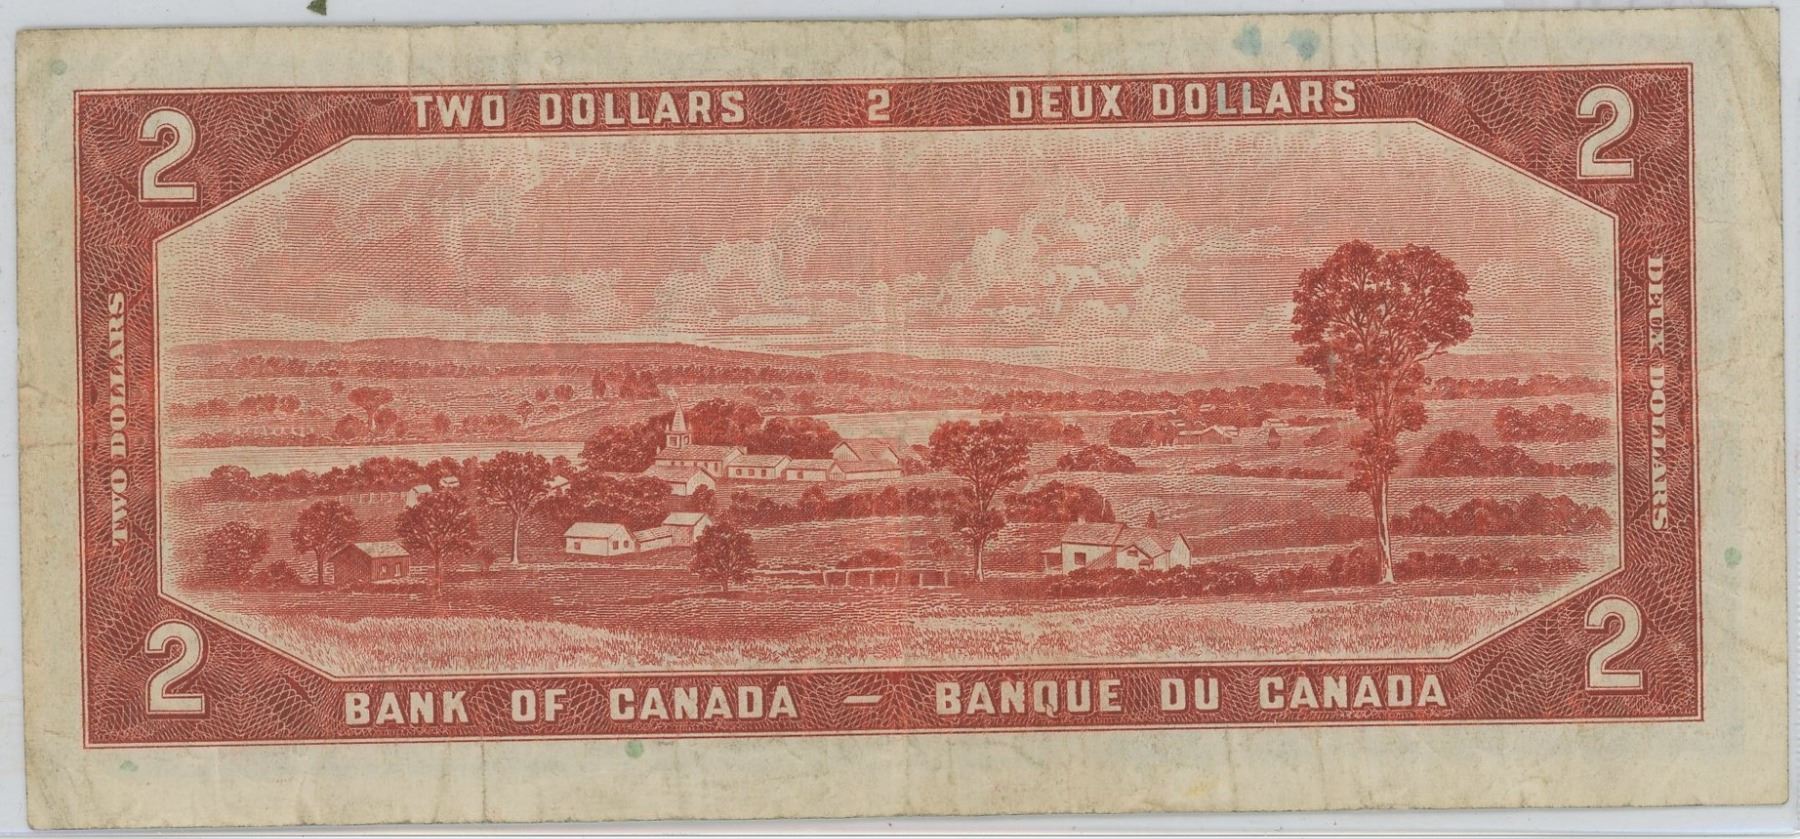 2 TWO DOLLARS 2 DEUX DOLLARS 2
TWO DOLLARS
DEUX DOLLARS
2 BANK OF CANADA — BANQUE DU CANADA 2